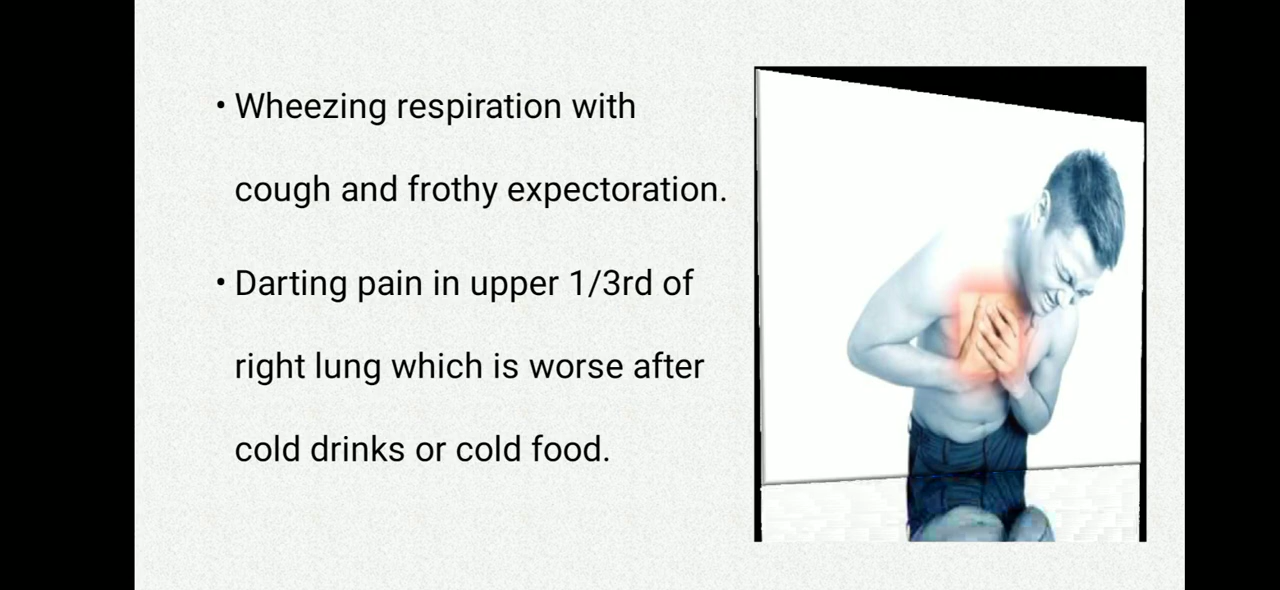 • Wheezing respiration with
cough and frothy expectoration.
• Darting pain in upper 1/3rd of
right lung which is worse after
cold drinks or cold food.